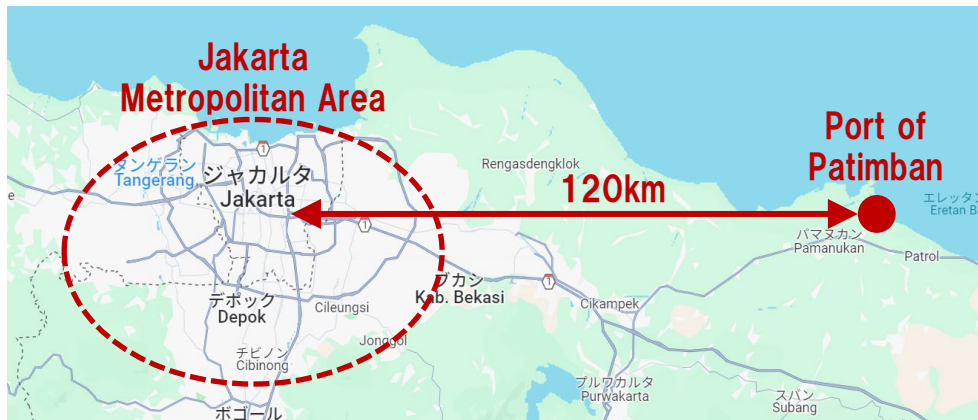 Jakarta
Metropolitan Area
Port of
Patimban
120km
1
Rengasdengklok
タンゲラン
Tangerang
ジャカルタ
Jakarta
1
エレッタン
Eretan B
パマヌカン
Pamanukan
Patrol
ブカシ
Kab. Bekasi
1
Cikampek
デポック
Depok
Cileungsi
Jonggol
チビノン
Cibinong
プルワカルタ
Purwakarta
スバン
Subang
ボゴール
e